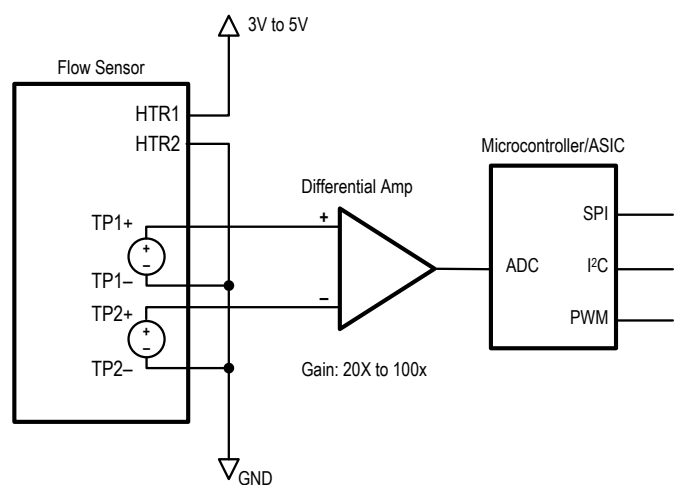 3V to 5V
Flow Sensor
HTR1
HTR2
Microcontroller/ASIC
Differential Amp
SPI
TP1+
+
+
–
ADC
I²C
TP1–
TP2+
–
+
–
PWM
TP2–
Gain: 20X to 100x
GND